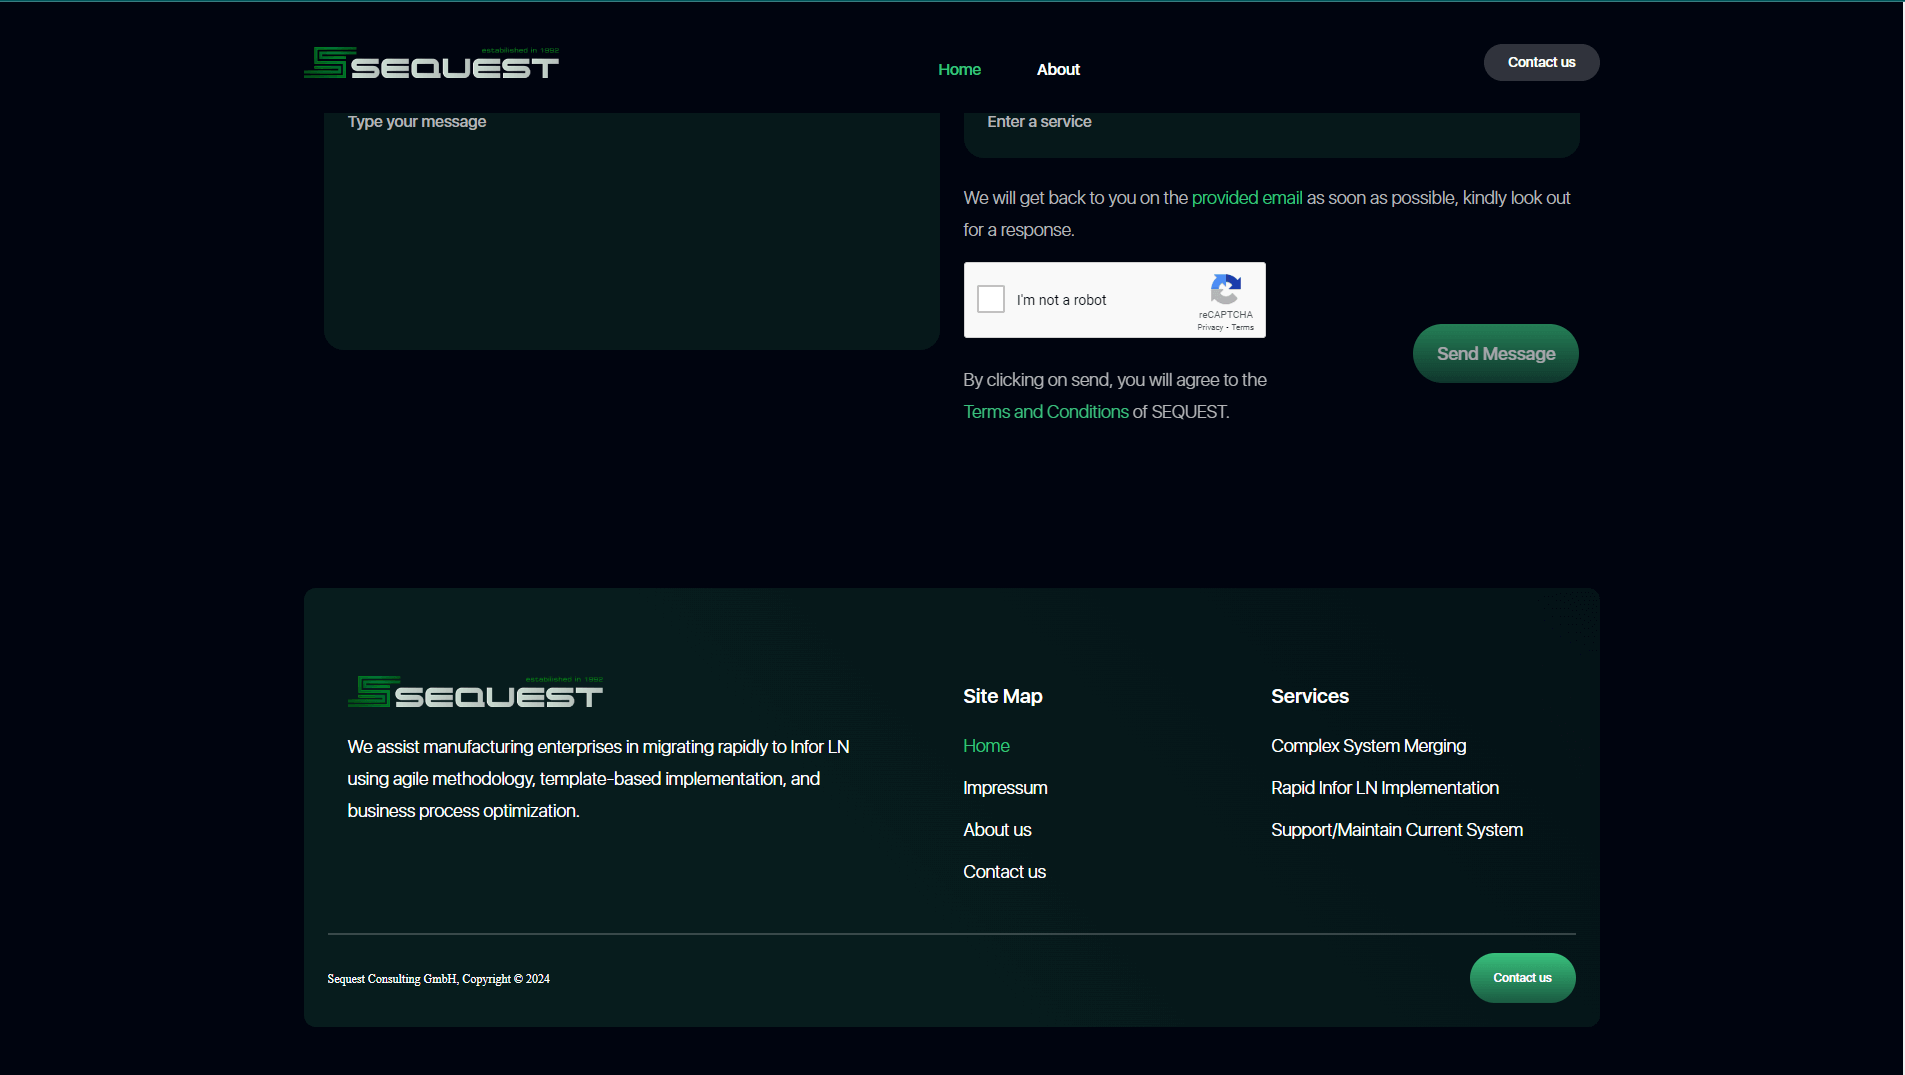 established in 1992
SEQUEST
Home
About
Contact us
Type your message
Enter a service
We will get back to you on the provided email as soon as possible, kindly look out
for a response.
I'm not a robot
reCAPTCHA
Privacy - Terms
Send Message
By clicking on send, you will agree to the
Terms and Conditions of SEQUEST.
established in 1992
SEQUEST
We assist manufacturing enterprises in migrating rapidly to Infor LN
using agile methodology, template-based implementation, and
business process optimization.
Site Map
Home
Impressum
About us
Contact us
Services
Complex System Merging
Rapid Infor LN Implementation
Support/Maintain Current System
Sequest Consulting GmbH, Copyright © 2024
Contact us